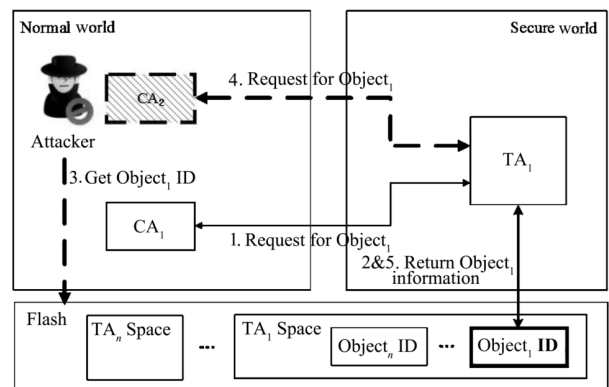 Normal world
Secure world
4. Request for Object₁
CA₂
Attacker
TA₁
3. Get Object₁ ID
CA₁
1. Request for Object₁
2&5. Return Object₁
information
Flash
TAₙ Space
...
TA₁ Space
Objectₙ ID
...
Object₁ ID